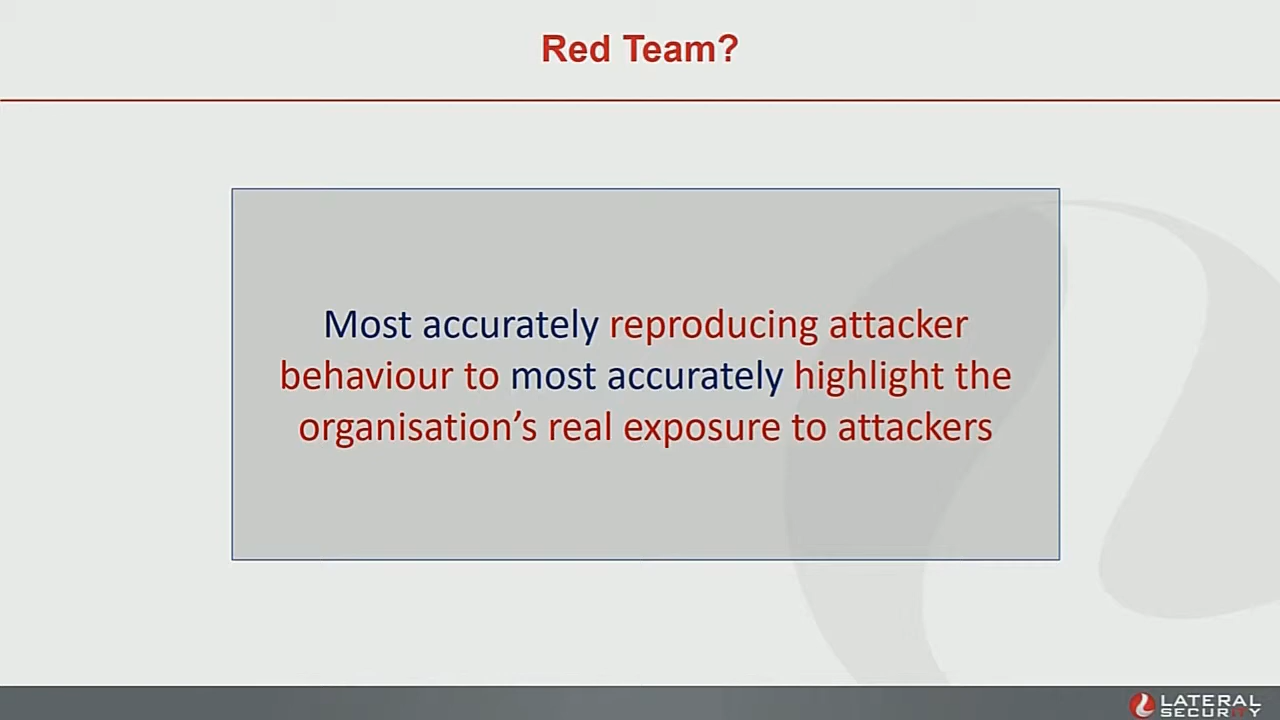 Red Team?
Most accurately reproducing attacker
behaviour to most accurately highlight the
organisation’s real exposure to attackers
LATERAL
SECURITY